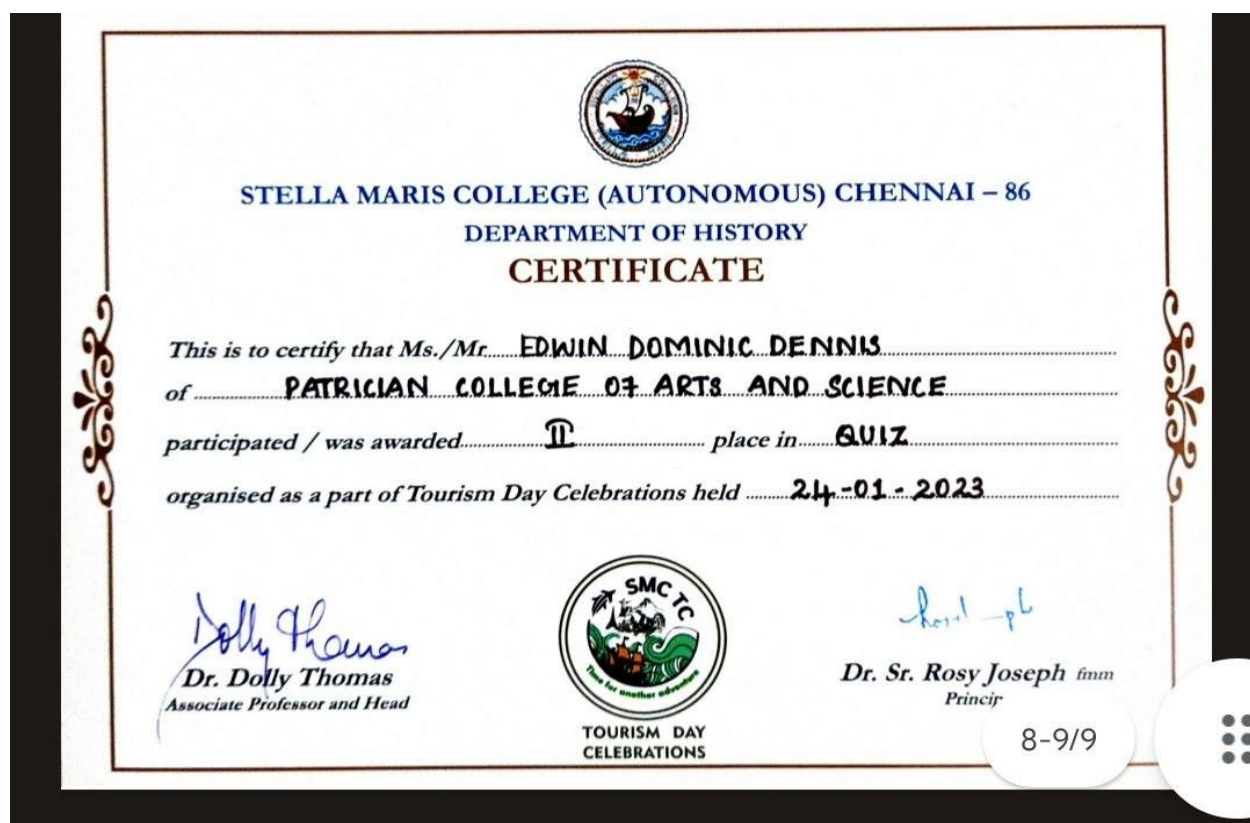 STELLA MARIS COLLEGE (AUTONOMOUS) CHENNAI – 86
DEPARTMENT OF HISTORY
CERTIFICATE
This is to certify that Ms./Mr. EDWIN DOMINIC DENNIS
of PATRICIAN COLLEGE OF ARTS AND SCIENCE
participated / was awarded II place in QUIZ
organised as a part of Tourism Day Celebrations held 24-01-2023
Dolly Thomas
Dr. Dolly Thomas
Associate Professor and Head
SMC TC
Time for another adventure
TOURISM DAY
CELEBRATIONS
Dr. Sr. Rosy Joseph fmm
Princip
8-9/9